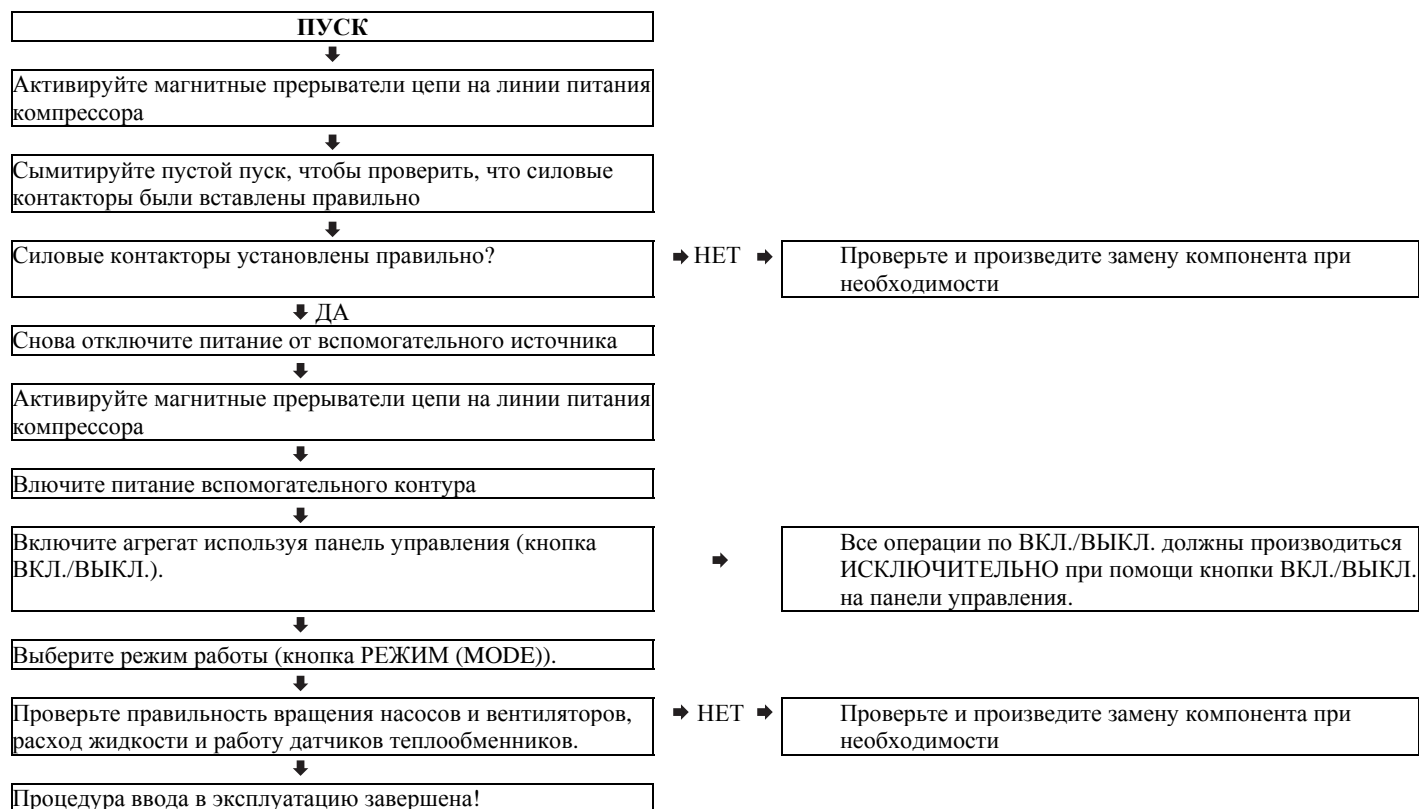 ПУСК
Активируйте магнитные прерыватели цепи на линии питания
компрессора
Сымитируйте пустой пуск, чтобы проверить, что силовые
контакторы были вставлены правильно
Силовые контакторы установлены правильно?
НЕТ
Проверьте и произведите замену компонента при
необходимости
ДА
Снова отключите питание от вспомогательного источника
Активируйте магнитные прерыватели цепи на линии питания
компрессора
Влючите питание вспомогательного контура
Включите агрегат используя панель управления (кнопка
ВКЛ./ВЫКЛ.).
Все операции по ВКЛ./ВЫКЛ. должны производиться
ИСКЛЮЧИТЕЛЬНО при помощи кнопки ВКЛ./ВЫКЛ.
на панели управления.
Выберите режим работы (кнопка РЕЖИМ (MODE)).
Проверьте правильность вращения насосов и вентиляторов,
расход жидкости и работу датчиков теплообменников.
НЕТ
Проверьте и произведите замену компонента при
необходимости
Процедура ввода в эксплуатацию завершена!